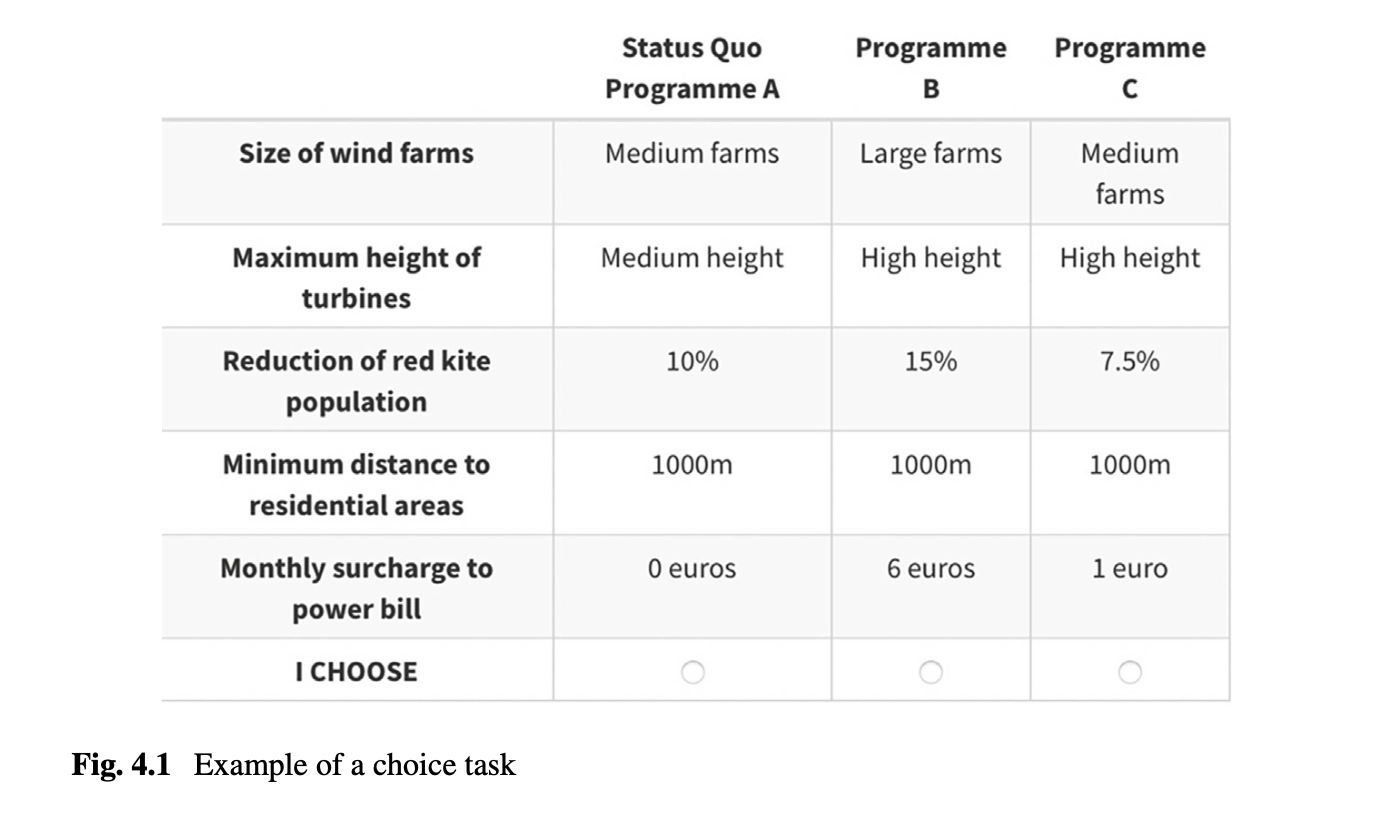 Status Quo Programme Programme
Programme A B C
Size of wind farms Medium farms Large farms Medium
farms
Maximum height of Medium height High height High height
turbines
Reduction of red kite 10% 15% 7.5%
population
Minimum distance to 1000m 1000m 1000m
residential areas
Monthly surcharge to 0 euros 6 euros 1 euro
power bill
I CHOOSE
Fig. 4.1 Example of a choice task